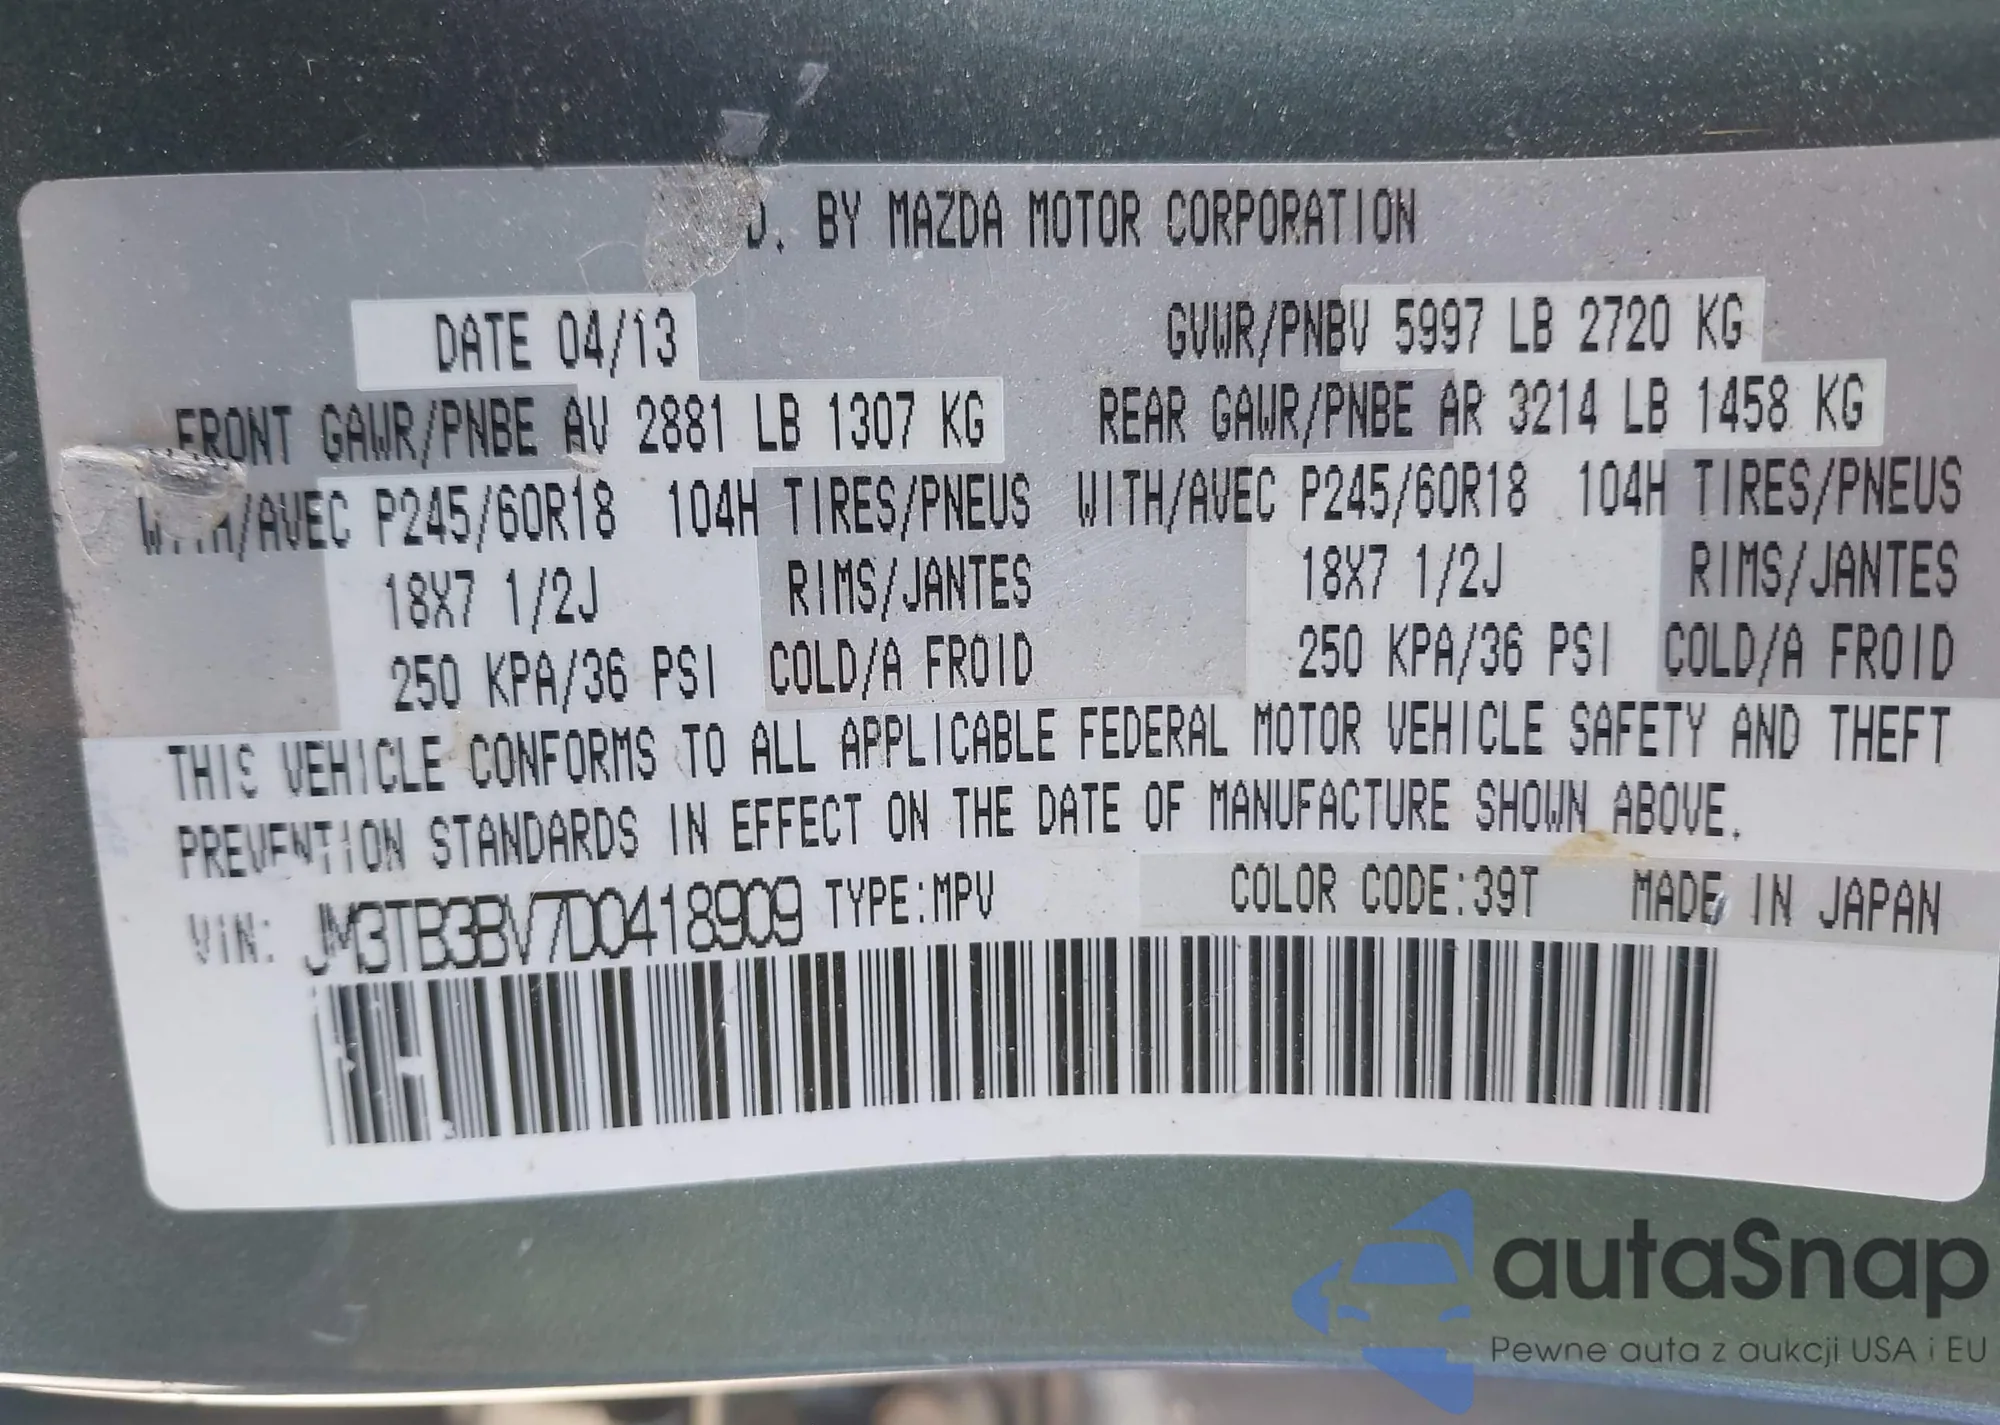 D. BY MAZDA MOTOR CORPORATION
DATE 04/13 GVWR/PNBV 5997 LB 2720 KG
FRONT GAWR/PNBE AV 2881 LB 1307 KG REAR GAWR/PNBE AR 3214 LB 1458 KG
WITH/AVEC P245/60R18 104H TIRES/PNEUS WITH/AVEC P245/60R18 104H TIRES/PNEUS
18X7 1/2J RIMS/JANTES 18X7 1/2J RIMS/JANTES
250 KPA/36 PSI COLD/A FROID 250 KPA/36 PSI COLD/A FROID
THIS VEHICLE CONFORMS TO ALL APPLICABLE FEDERAL MOTOR VEHICLE SAFETY AND THEFT
PREVENTION STANDARDS IN EFFECT ON THE DATE OF MANUFACTURE SHOWN ABOVE.
VIN: JM3TB3BV7D0418909 TYPE:MPV COLOR CODE:39T MADE IN JAPAN
autaSnap
Pewne auta z aukcji USA i EU